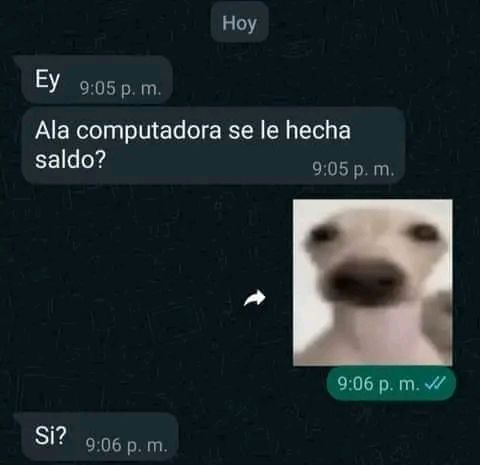 Hoy
Ey 9:05 p. m.
Ala computadora se le hecha
saldo? 9:05 p. m.
9:06 p. m.
Si? 9:06 p. m.